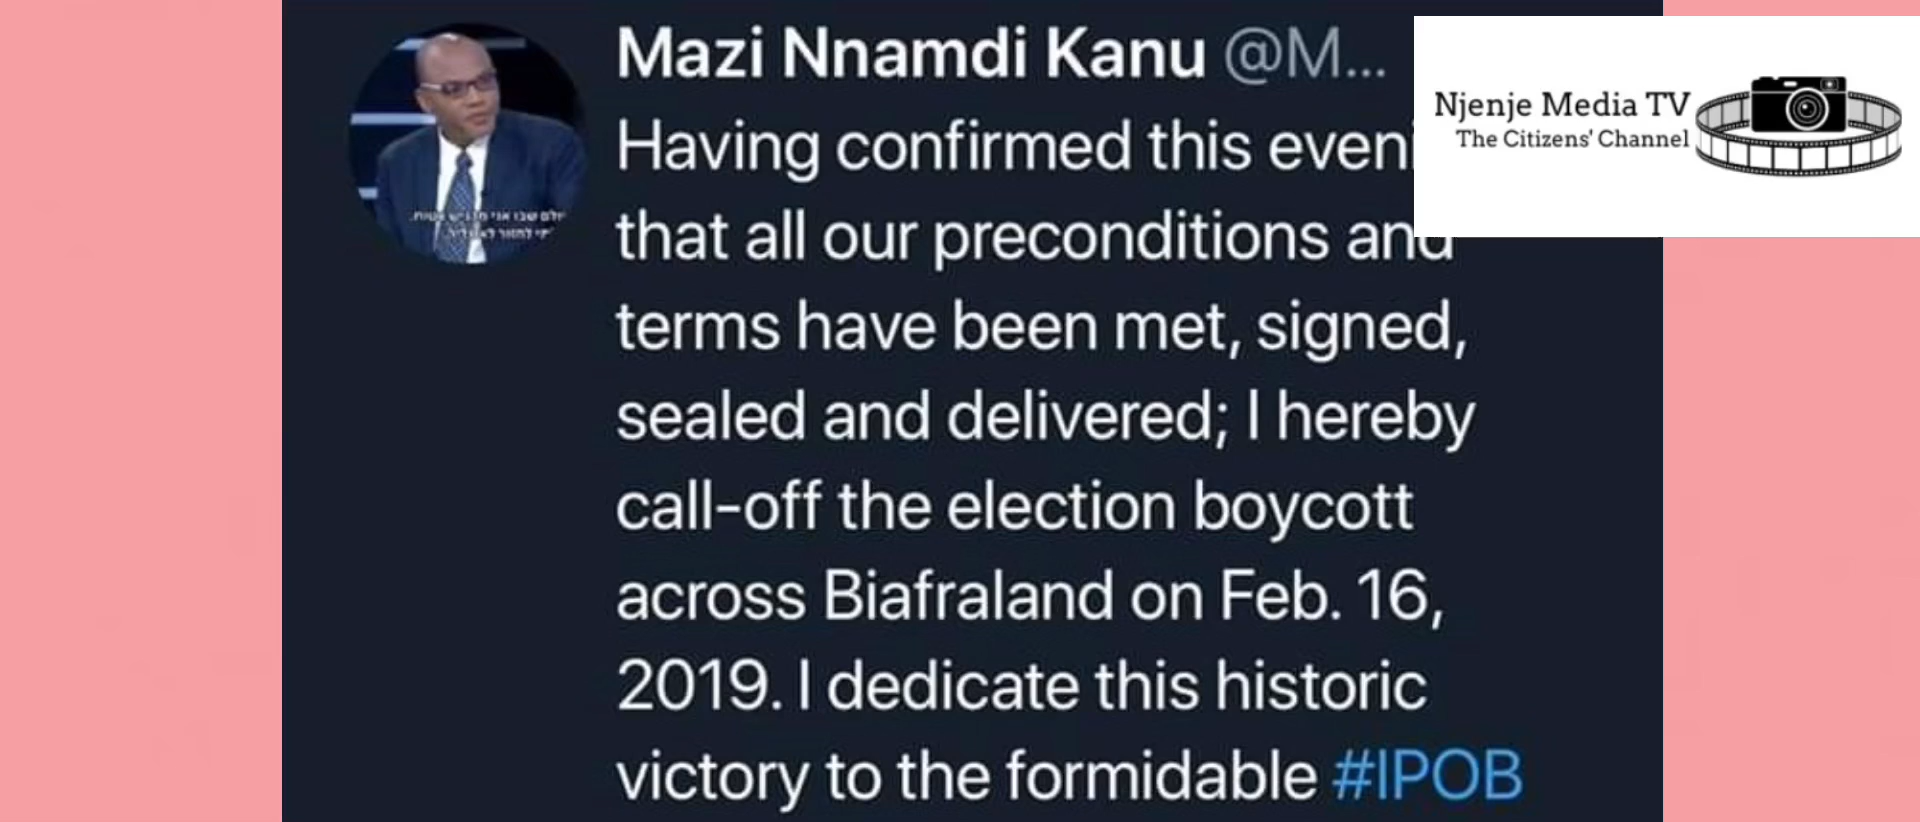 Mazi Nnamdi Kanu @M...
Having confirmed this
that all our preconditions and
terms have been met, signed,
sealed and delivered; I hereby
call-off the election boycott
across Biafraland on Feb. 16,
2019. I dedicate this historic
victory to the formidable #IPOB
Njenje Media TV
The Citizens' Channel